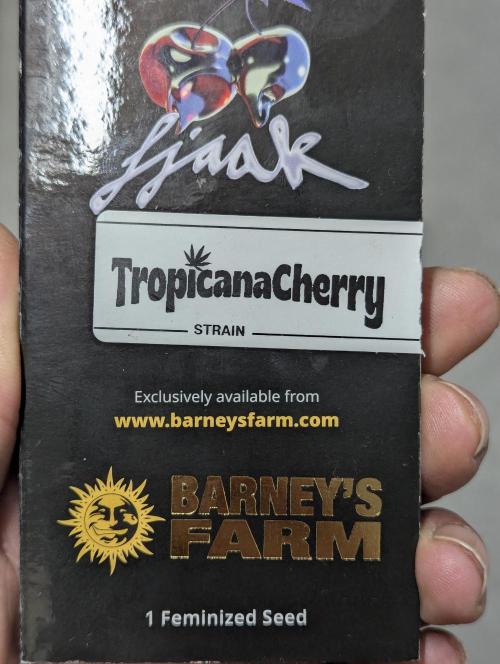 fjaak
TropicanaCherry
STRAIN
Exclusively available from
www.barneysfarm.com
BARNEY'S
FARM
1 Feminized Seed